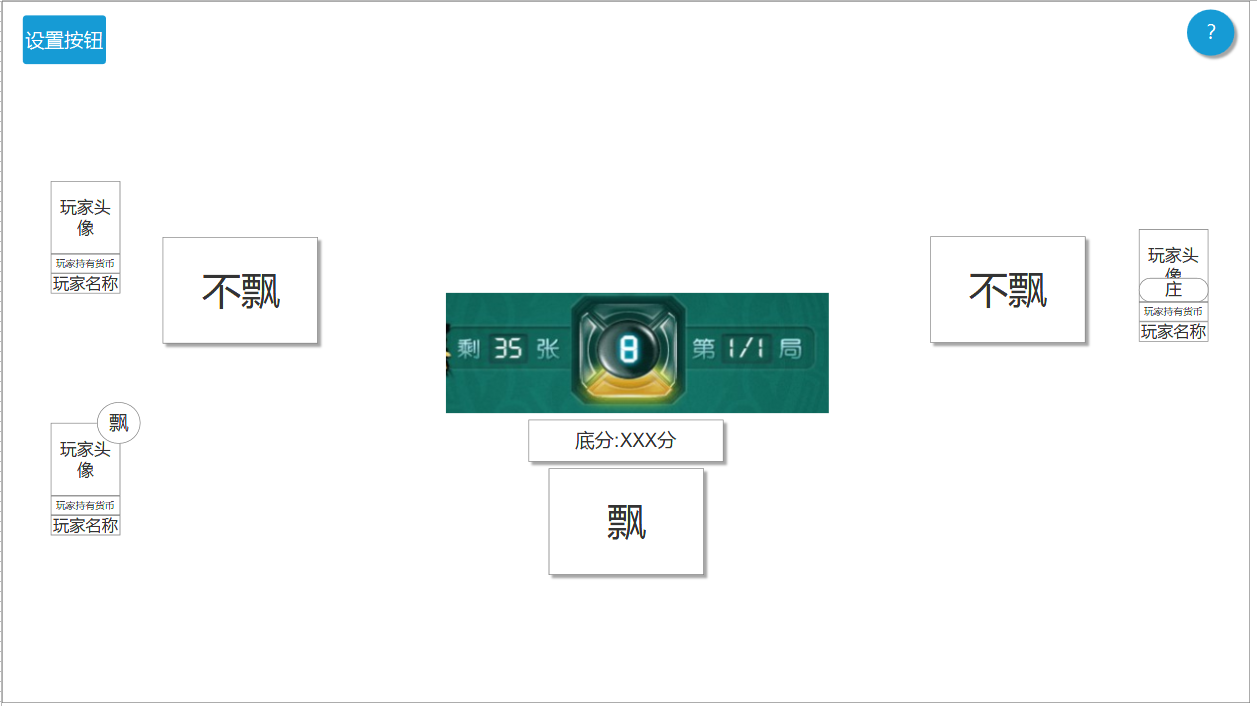 设置按钮
?
玩家头
像
玩家持有货币
玩家名称
不飘
不飘
玩家头
像
庄
玩家持有货币
玩家名称
剩 35 张
8
第 1/1 局
飘
玩家头
像
玩家持有货币
玩家名称
底分:XXX分
飘